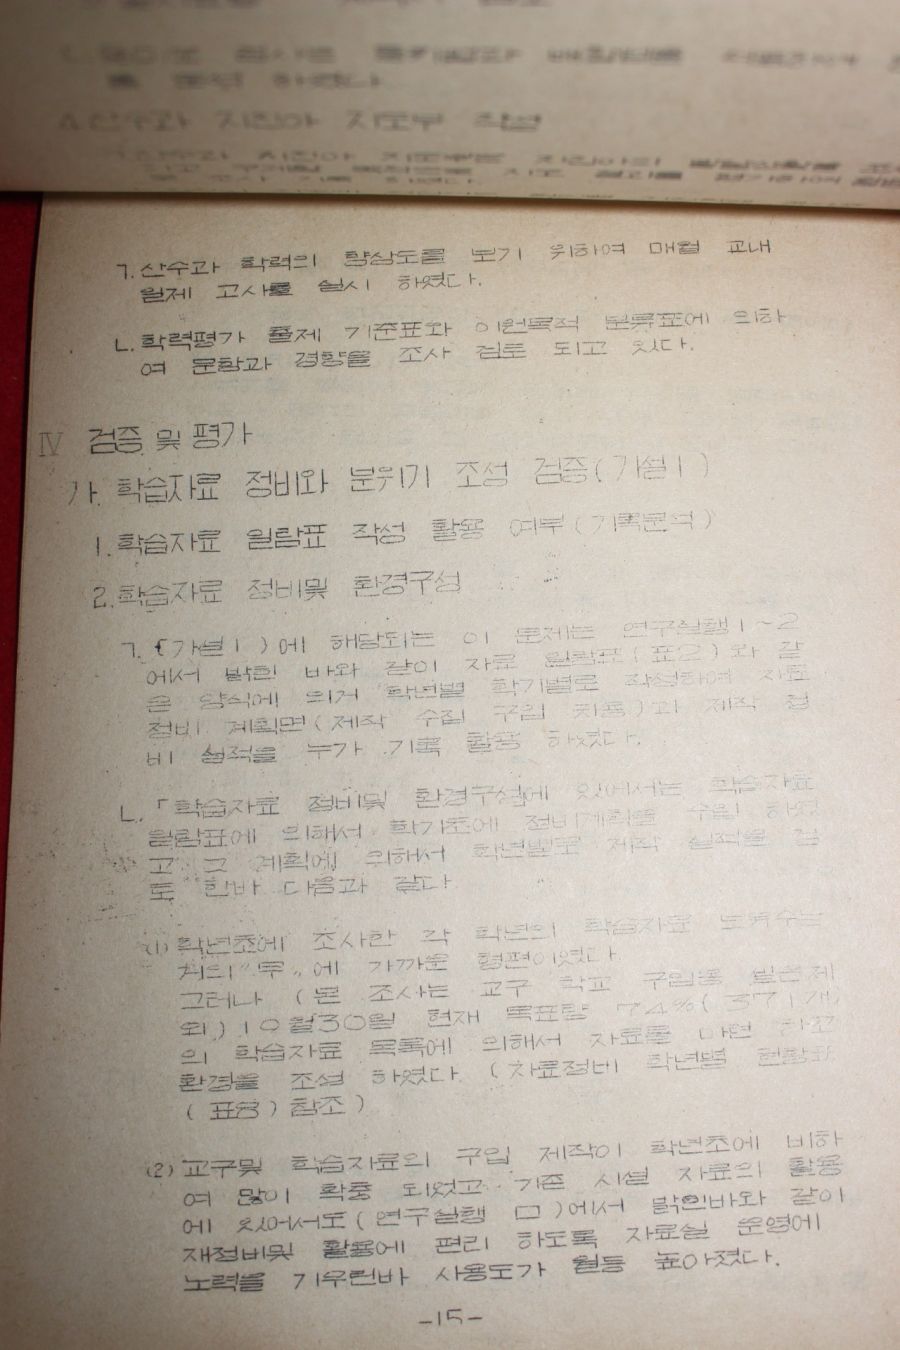 산수과 지진아 지도부 작성
ㄱ. 산수과 학력의 향상도를 보기 위하여 매월 교내
일제 고사를 실시 하였다.
ㄴ. 학력평가 출제 기준표와 이원목적 분류표에 의하
여 문항과 경향을 조사 검토 되고 있다.
Ⅳ 검증 및 평가
가. 학습자료 정비와 분위기 조성 검증(가설1)
1. 학습자료 일람표 작성 활용 여부(기록분석)
2. 학습자료 정비및 환경구성
ㄱ. (가설1)에 해당되는 이 문제는 연구실행1~2
에서 밝힌 바와 같이 자료 일람표(표2)와 같
은 양식에 의거 학년별 학기별로 작성하여 자료
정비 계획면(제작 수집 구입 차용)과 제작 정
비 실적을 누가 기록 활용 하였다.
ㄴ. 「학습자료 정비및 환경구성에 있어서는 학습자료
일람표에 의해서 학기초에 정비계획을 수립 하였
고 그 계획에 위해서 학년별로 제작 실적을 검
토 한바 다음과 같다
(1) 학년초에 조사한 각 학년의 학습자료
처의 "무"에 가까운 형편이였다
그러나 (본 조사는 교구 학교 구입용
외) 10월30일 현재 목표량 74%(371개)
의 학습자료 목록에 의해서 자료를 마련 하고
환경을 조성 하였다. (자료정비 학년별 현황표
(표8) 참조)
(2) 교구및 학습자료의 구입 제작이 학년초에 비하
여 많이 확충 되었고 기존 시설 자료의 활용
에 있어서도(연구실행 ㅁ)에서 밝힌바와 같이
재정비및 활용에 편리 하도록 자료실 운영에
노력을 기우린바 사용도가 월등 높아졌다.
-15-